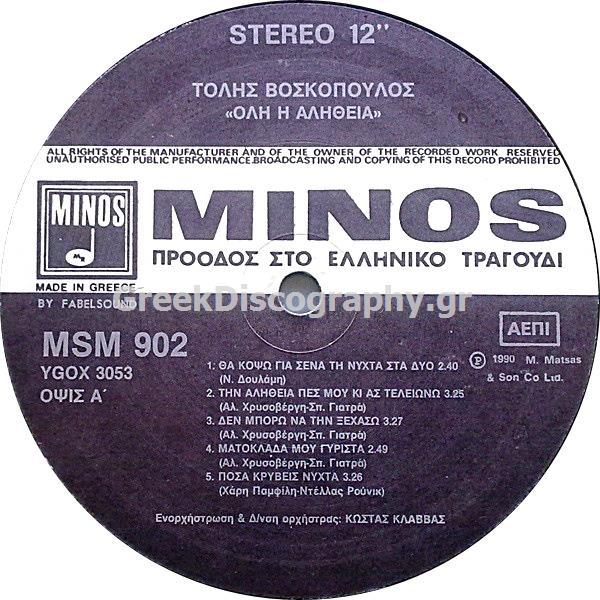 STEREO 12''
ΤΟΛΗΣ ΒΟΣΚΟΠΟΥΛΟΣ
«ΟΛΗ Η ΑΛΗΘΕΙΑ»
ALL RIGHTS OF THE MANUFACTURER AND OF THE OWNER OF THE RECORDED WORK RESERVED
UNAUTHORISED PUBLIC PERFORMANCE.BROADCASTING AND COPYING OF THIS RECORD PROHIBITED
MINOS
MINOS
ΠΡΟΟΔΟΣ ΣΤΟ ΕΛΛΗΝΙΚΟ ΤΡΑΓΟΥΔΙ
MADE IN GREECE
BY FABELSOUND
GreekDiscography.gr
MSM 902
YGOX 3053
ΟΨΙΣ Α΄
ΑΕΠΙ
Ⓟ 1990 M. Matsas
& Son Co Ltd.
1. ΘΑ ΚΟΨΩ ΓΙΑ ΣΕΝΑ ΤΗ ΝΥΧΤΑ ΣΤΑ ΔΥΟ 2.40
(Ν. Δουλάμη)
2. ΤΗΝ ΑΛΗΘΕΙΑ ΠΕΣ ΜΟΥ ΚΙ ΑΣ ΤΕΛΕΙΩΝΩ 3.25
(Αλ. Χρυσοβέργη-Σπ. Γιατρά)
3. ΔΕΝ ΜΠΟΡΩ ΝΑ ΤΗΝ ΞΕΧΑΣΩ 3.27
(Αλ. Χρυσοβέργη-Σπ. Γιατρά)
4. ΜΑΤΟΚΛΑΔΑ ΜΟΥ ΓΥΡΙΣΤΑ 2.49
(Αλ. Χρυσοβέργη-Σπ. Γιατρά)
5. ΠΟΣΑ ΚΡΥΒΕΙΣ ΝΥΧΤΑ 3.26
(Χάρη Παμφίλη-Ντέλλας Ρούνικ)
Ενορχήστρωση & Δ/νση ορχήστρας: ΚΩΣΤΑΣ ΚΛΑΒΒΑΣ